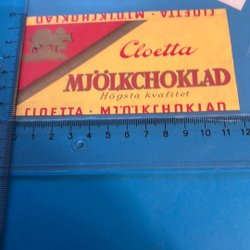 CLOETTA · MJÖLKCHOKLAD
Cloetta
MJÖLKCHOKLAD
Högsta kvalitet
CLOETTA · MJÖLKCHOKLAD
0 1 2 3 4 5 6 7 8 9 10 11 12